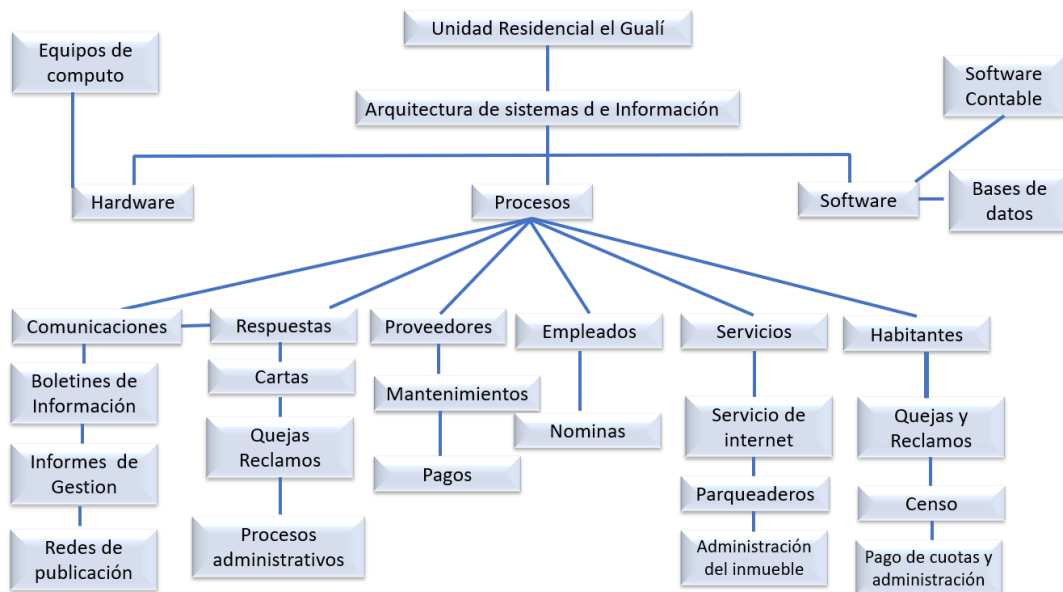 Unidad Residencial el Gualí
Equipos de
computo
Software
Contable
Arquitectura de sistemas d e Información
Hardware
Procesos
Software
Bases de
datos
Comunicaciones
Respuestas
Proveedores
Empleados
Servicios
Habitantes
Boletines de
Información
Cartas
Mantenimientos
Nominas
Servicio de
internet
Quejas y
Reclamos
Informes de
Gestion
Quejas
Reclamos
Pagos
Parqueaderos
Censo
Redes de
publicación
Procesos
administrativos
Administración
del inmueble
Pago de cuotas y
administración